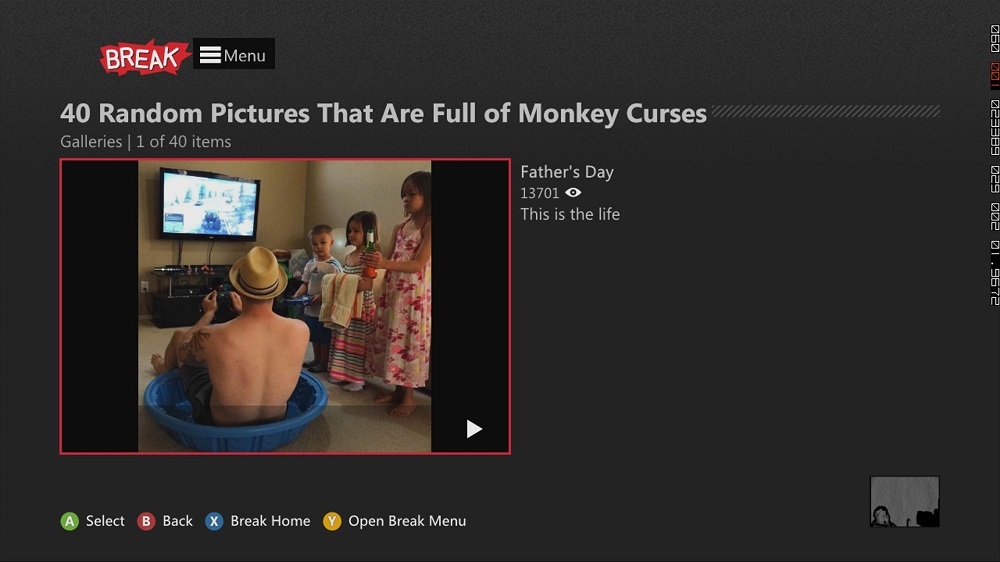 BREAK
Menu
40 Random Pictures That Are Full of Monkey Curses
Galleries | 1 of 40 items
Father's Day
13701
This is the life
A Select
B Back
X Break Home
Y Open Break Menu